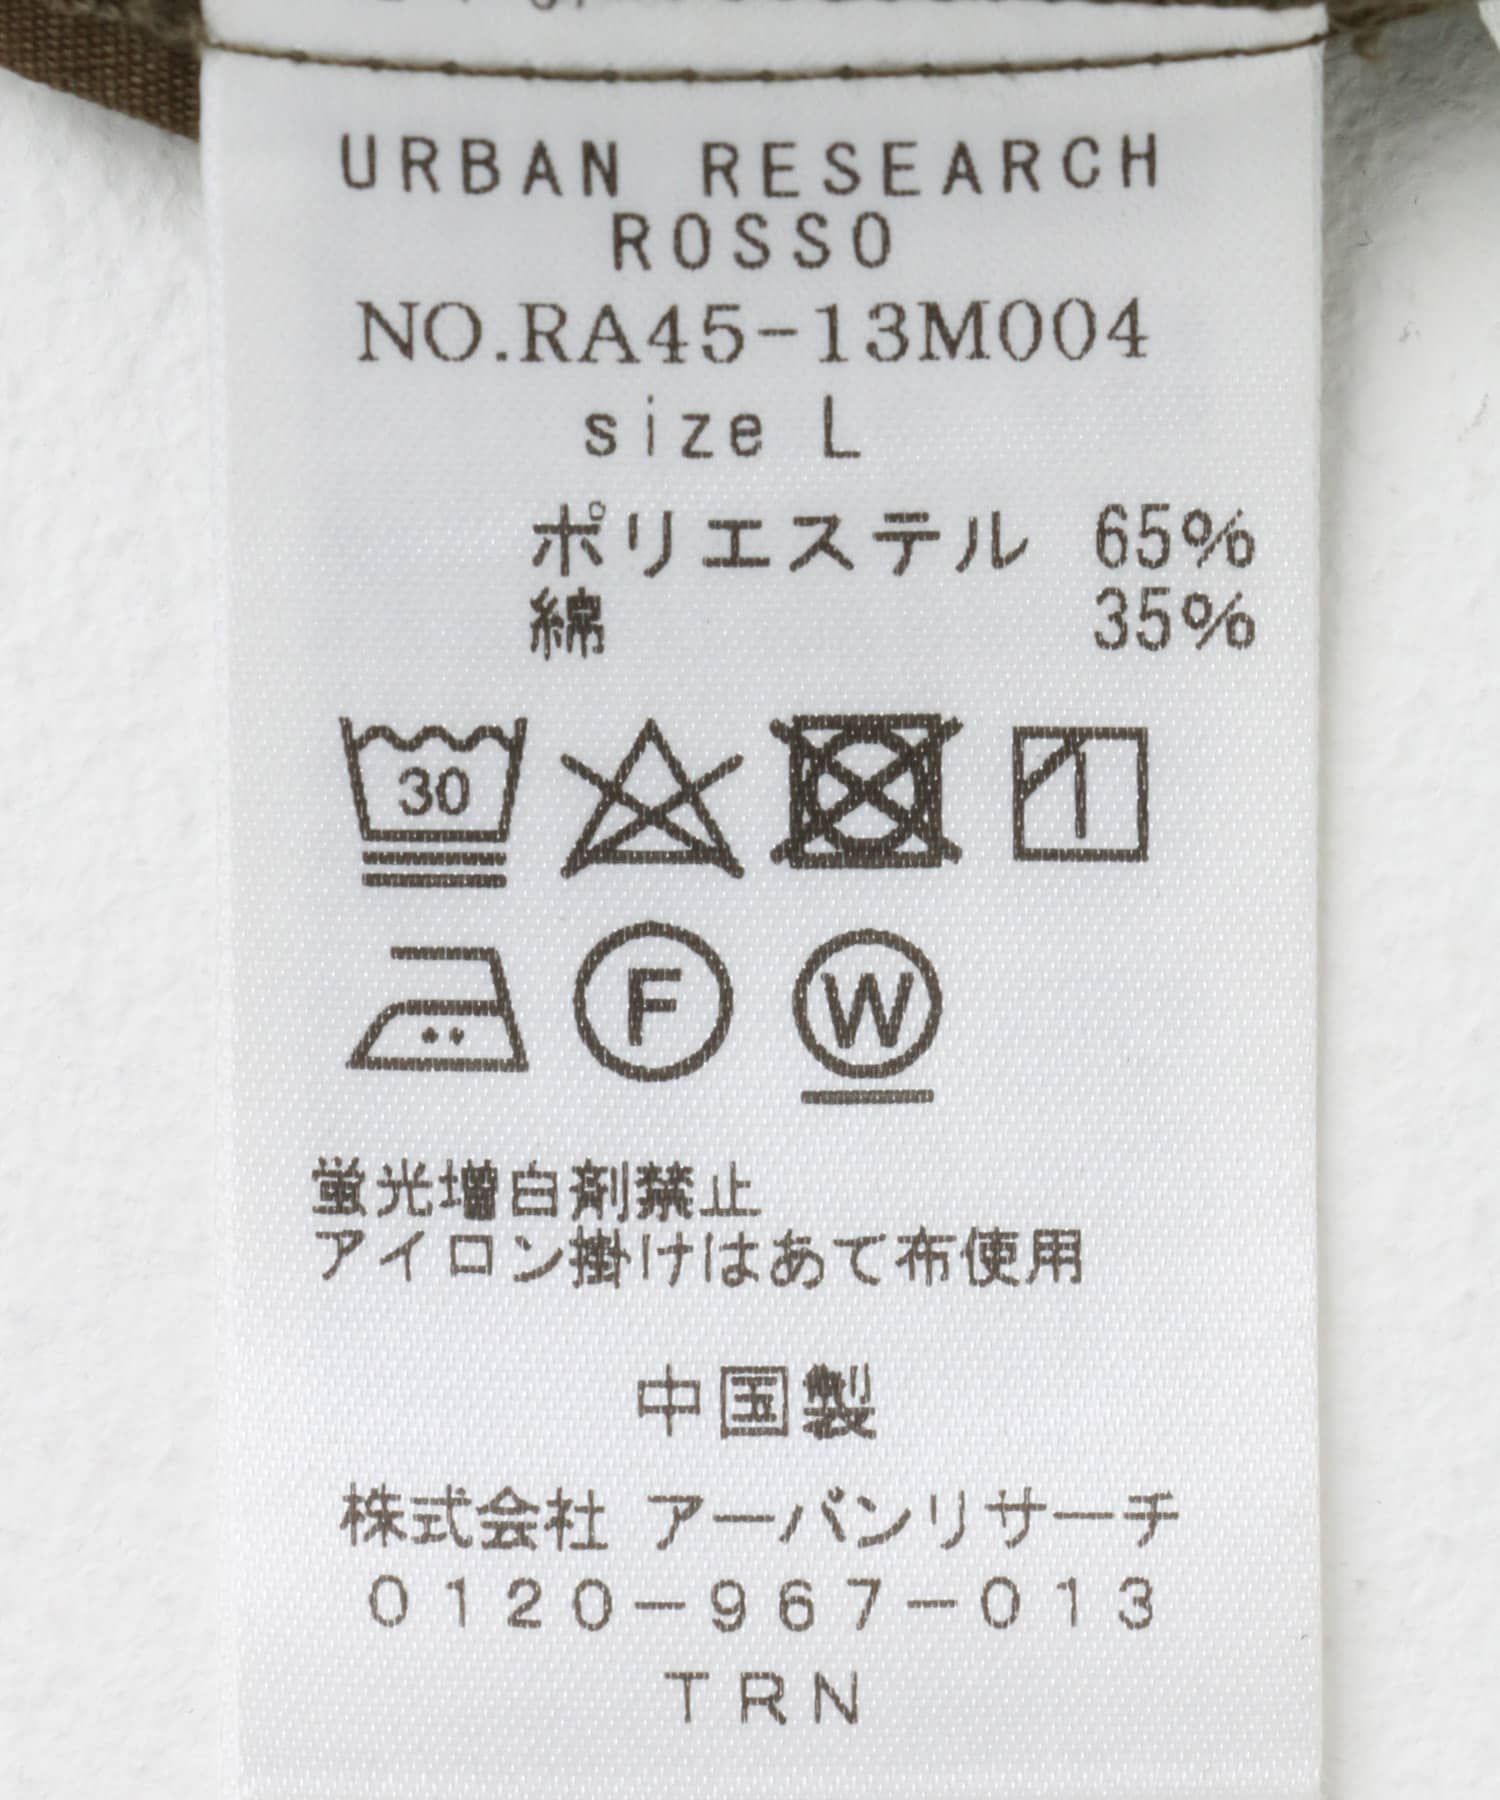 URBAN RESEARCH
ROSSO
NO.RA45-13M004
size L
ポリエステル 65%
綿 35%
30
F W
蛍光増白剤禁止
アイロン掛けはあて布使用
中国製
株式会社 アーバンリサーチ
0120-967-013
TRN